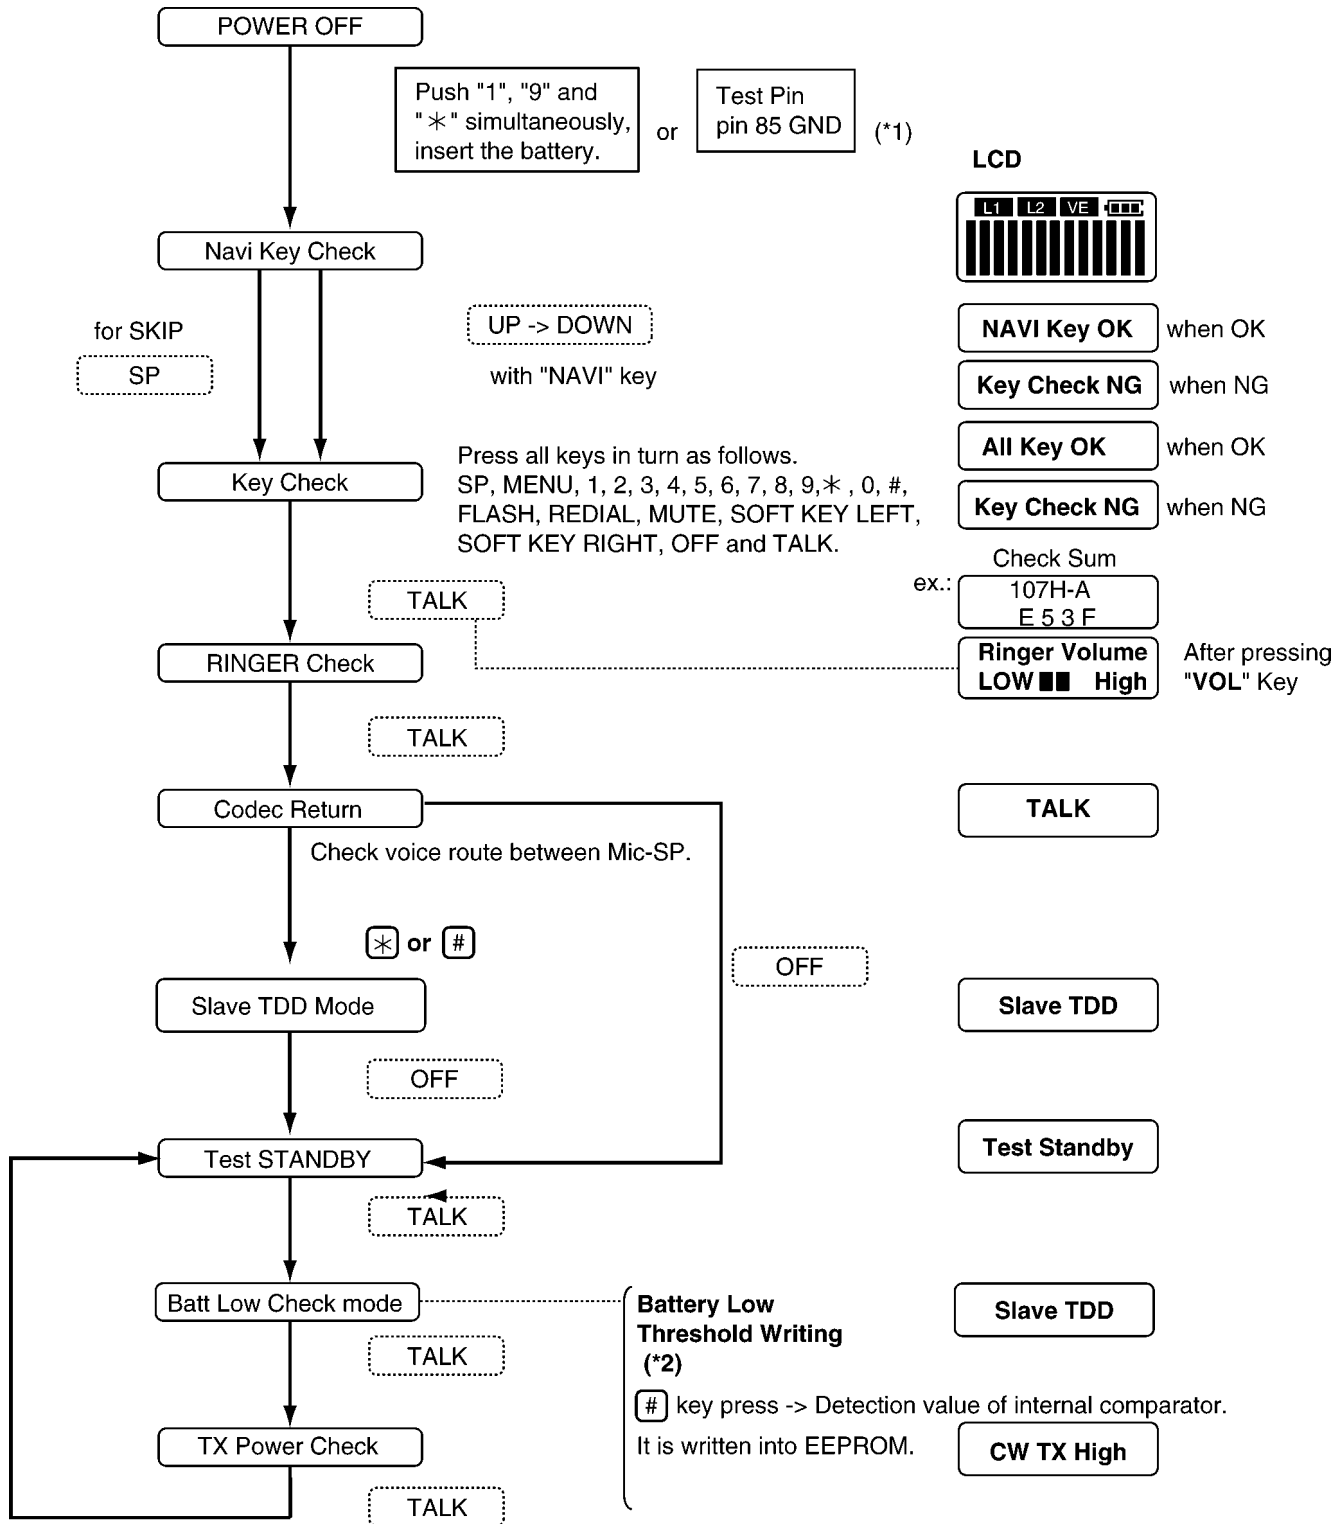 POWER OFF
Push "1", "9" and
"＊" simultaneously,
insert the battery.
or
Test Pin
pin 85 GND
(*1)
LCD
L1 L2 VE
Navi Key Check
for SKIP
SP
UP -> DOWN
with "NAVI" key
NAVI Key OK when OK
Key Check NG when NG
Key Check
Press all keys in turn as follows.
SP, MENU, 1, 2, 3, 4, 5, 6, 7, 8, 9,＊ , 0, #,
FLASH, REDIAL, MUTE, SOFT KEY LEFT,
SOFT KEY RIGHT, OFF and TALK.
All Key OK when OK
Key Check NG when NG
Check Sum
ex.:
107H-A
E 5 3 F
TALK
RINGER Check
Ringer Volume
LOW High
After pressing
"VOL" Key
TALK
Codec Return
TALK
Check voice route between Mic-SP.
＊ or #
OFF
Slave TDD Mode
Slave TDD
OFF
Test STANDBY
Test Standby
TALK
Batt Low Check mode
Battery Low
Threshold Writing
(*2)
Slave TDD
TALK
# key press -> Detection value of internal comparator.
It is written into EEPROM.
CW TX High
TX Power Check
TALK